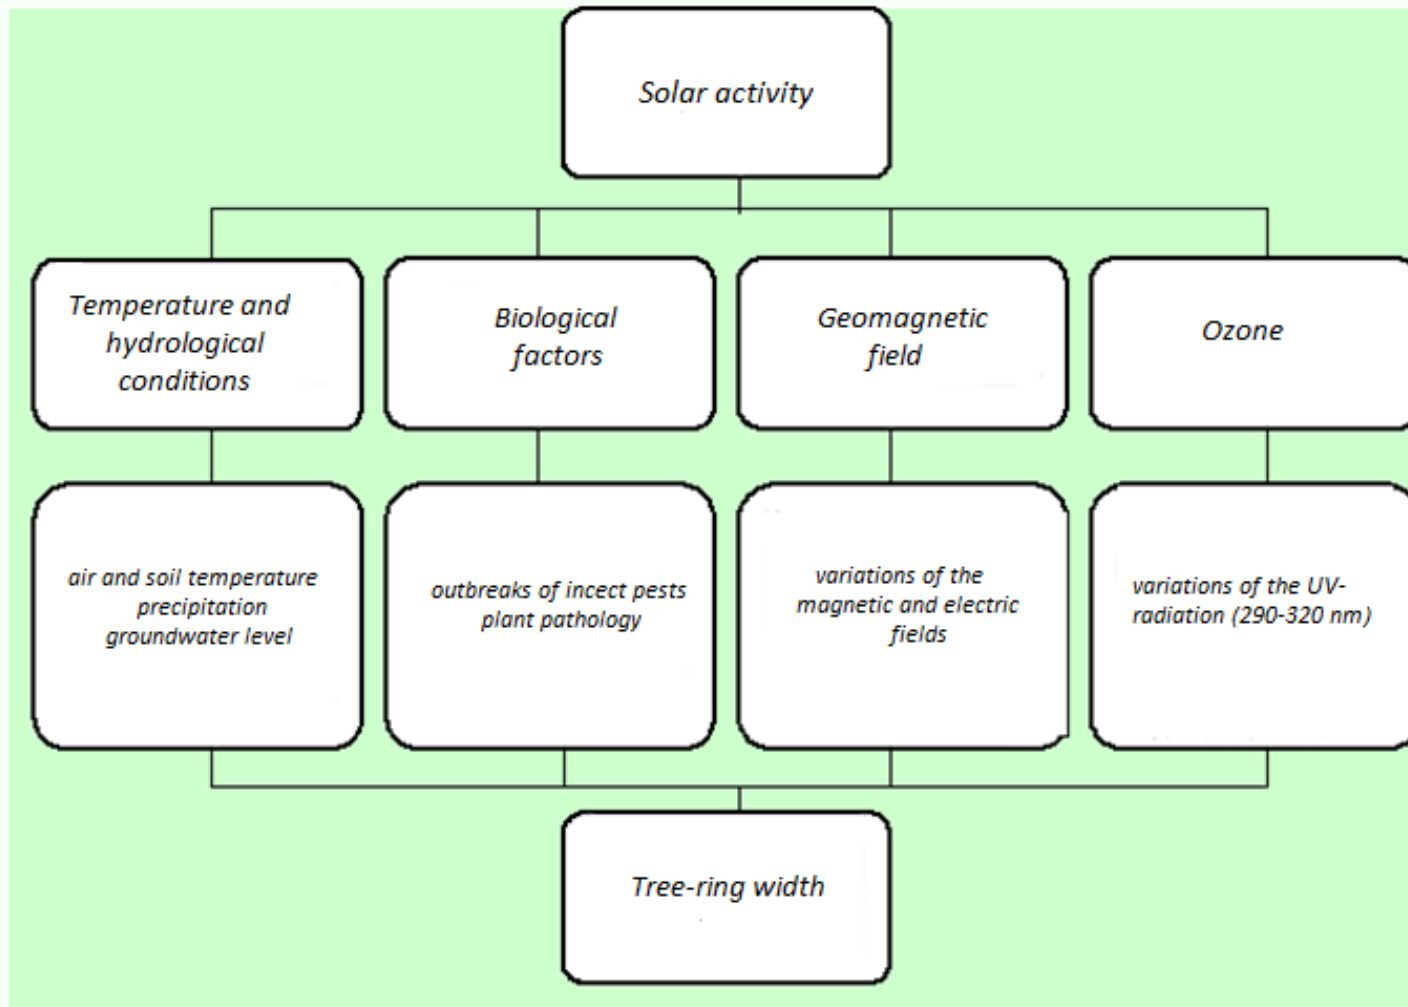 Solar activity
Temperature and
hydrological
conditions
Biological
factors
Geomagnetic
field
Ozone
air and soil temperature
precipitation
groundwater level
outbreaks of incect pests
plant pathology
variations of the
magnetic and electric
fields
variations of the UV-
radiation (290-320 nm)
Tree-ring width